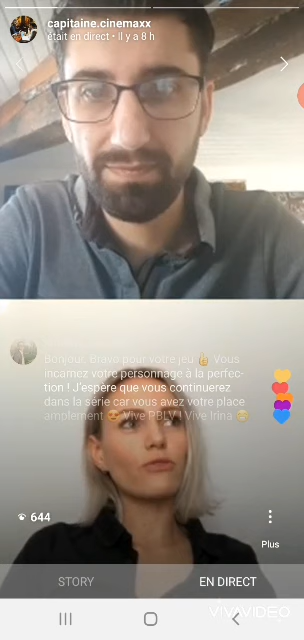 capitaine.cinemaxx
était en direct • Il y a 8 h
Bonjour. Bravo pour votre jeu 👍 Vous
incarnez votre personnage à la perfec-
tion ! J'espère que vous continuerez
dans la série car vous avez votre place
amplement 😍 Vive PBLV ! Vive Irina 😊
644
Plus
STORY
EN DIRECT
VIVAVIDEO